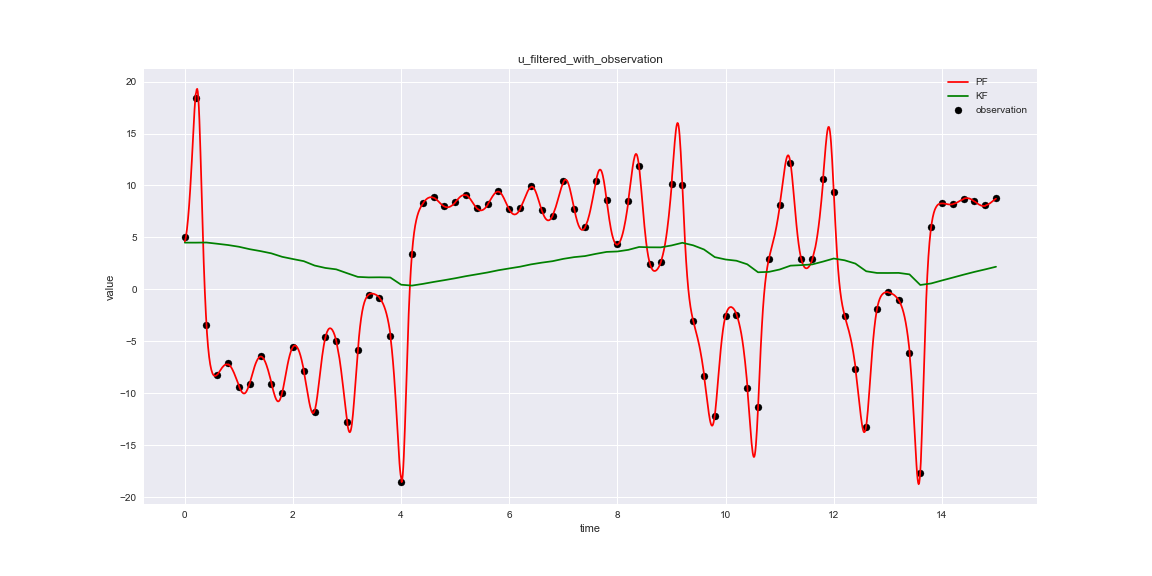 u_filtered_with_observation
PF
KF
observation
20
15
10
5
0
−5
−10
−15
−20
value
0 2 4 6 8 10 12 14
time